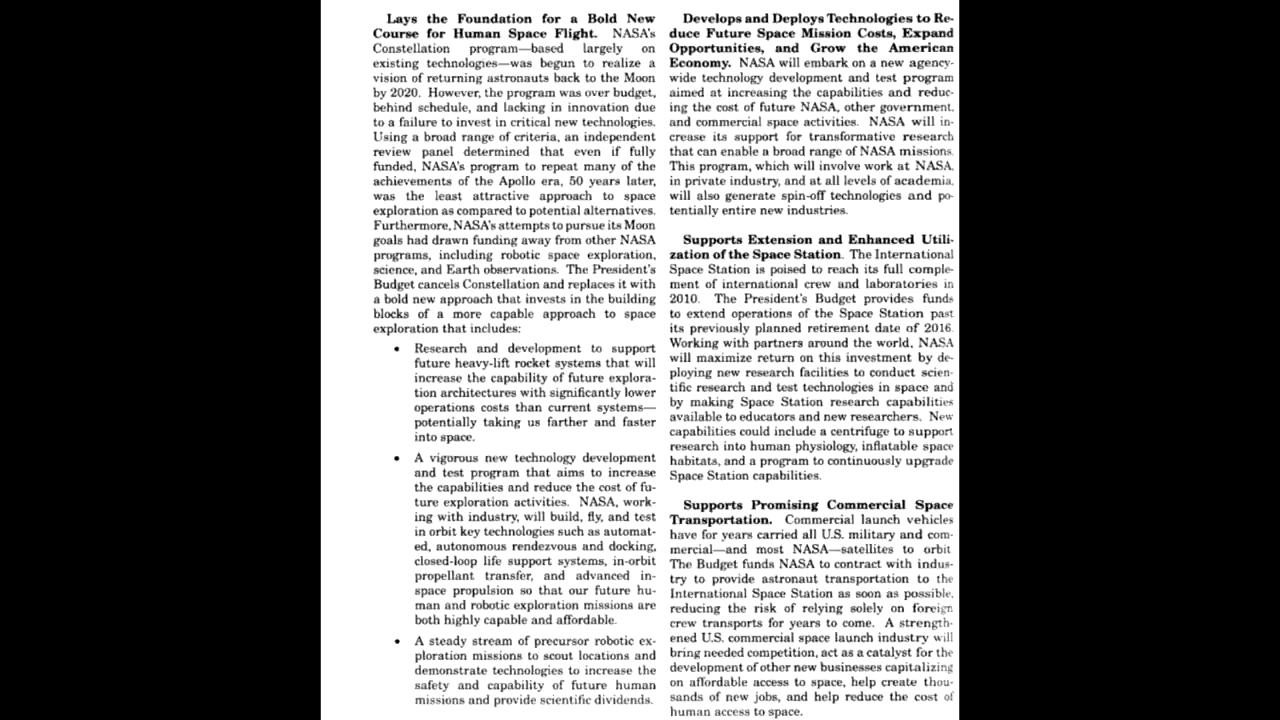 Lays the Foundation for a Bold New
Course for Human Space Flight. NASA's
Constellation program—based largely on
existing technologies—was begun to realize a
vision of returning astronauts back to the Moon
by 2020. However, the program was over budget,
behind schedule, and lacking in innovation due
to a failure to invest in critical new technologies.
Using a broad range of criteria, an independent
review panel determined that even if fully
funded, NASA's program to repeat many of the
achievements of the Apollo era, 50 years later,
was the least attractive approach to space
exploration as compared to potential alternatives.
Furthermore, NASA's attempts to pursue its Moon
goals had drawn funding away from other NASA
programs, including robotic space exploration,
science, and Earth observations. The President's
Budget cancels Constellation and replaces it with
a bold new approach that invests in the building
blocks of a more capable approach to space
exploration that includes:
• Research and development to support
future heavy-lift rocket systems that will
increase the capability of future explora-
tion architectures with significantly lower
operations costs than current systems—
potentially taking us farther and faster
into space.
• A vigorous new technology development
and test program that aims to increase
the capabilities and reduce the cost of fu-
ture exploration activities. NASA, work-
ing with industry, will build, fly, and test
in orbit key technologies such as automat-
ed, autonomous rendezvous and docking,
closed-loop life support systems, in-orbit
propellant transfer, and advanced in-
space propulsion so that our future hu-
man and robotic exploration missions are
both highly capable and affordable.
• A steady stream of precursor robotic ex-
ploration missions to scout locations and
demonstrate technologies to increase the
safety and capability of future human
missions and provide scientific dividends.
Develops and Deploys Technologies to Re-
duce Future Space Mission Costs, Expand
Opportunities, and Grow the American
Economy. NASA will embark on a new agency-
wide technology development and test program
aimed at increasing the capabilities and reduc-
ing the cost of future NASA, other government,
and commercial space activities. NASA will in-
crease its support for transformative research
that can enable a broad range of NASA missions.
This program, which will involve work at NASA,
in private industry, and at all levels of academia,
will also generate spin-off technologies and po-
tentially entire new industries.
Supports Extension and Enhanced Utili-
zation of the Space Station. The International
Space Station is poised to reach its full comple-
ment of international crew and laboratories in
2010. The President's Budget provides funds
to extend operations of the Space Station past
its previously planned retirement date of 2016.
Working with partners around the world, NASA
will maximize return on this investment by de-
ploying new research facilities to conduct scien-
tific research and test technologies in space and
by making Space Station research capabilities
available to educators and new researchers. New
capabilities could include a centrifuge to support
research into human physiology, inflatable space
habitats, and a program to continuously upgrade
Space Station capabilities.
Supports Promising Commercial Space
Transportation. Commercial launch vehicles
have for years carried all U.S. military and com-
mercial—and most NASA—satellites to orbit
The Budget funds NASA to contract with indus-
try to provide astronaut transportation to the
International Space Station as soon as possible,
reducing the risk of relying solely on foreign
crew transports for years to come. A strength-
ened U.S. commercial space launch industry will
bring needed competition, act as a catalyst for the
development of other new businesses capitalizing
on affordable access to space, help create thou-
sands of new jobs, and help reduce the cost of
human access to space.